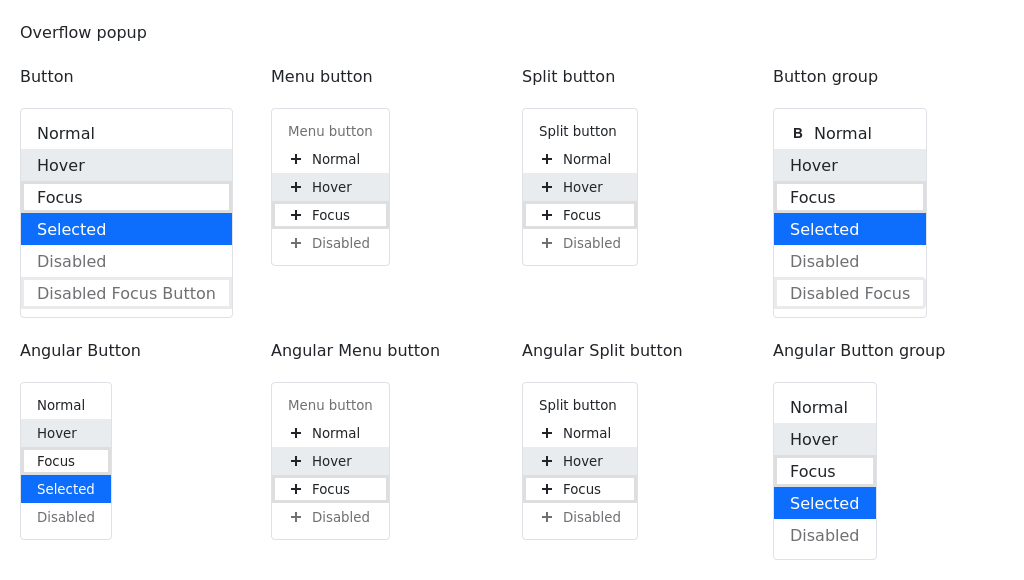 Overflow popup
Button
Normal
Hover
Focus
Selected
Disabled
Disabled Focus Button
Menu button
Menu button
Normal
Hover
Focus
Disabled
Split button
Split button
Normal
Hover
Focus
Disabled
Button group
B Normal
Hover
Focus
Selected
Disabled
Disabled Focus
Angular Button
Normal
Hover
Focus
Selected
Disabled
Angular Menu button
Menu button
Normal
Hover
Focus
Disabled
Angular Split button
Split button
Normal
Hover
Focus
Disabled
Angular Button group
Normal
Hover
Focus
Selected
Disabled